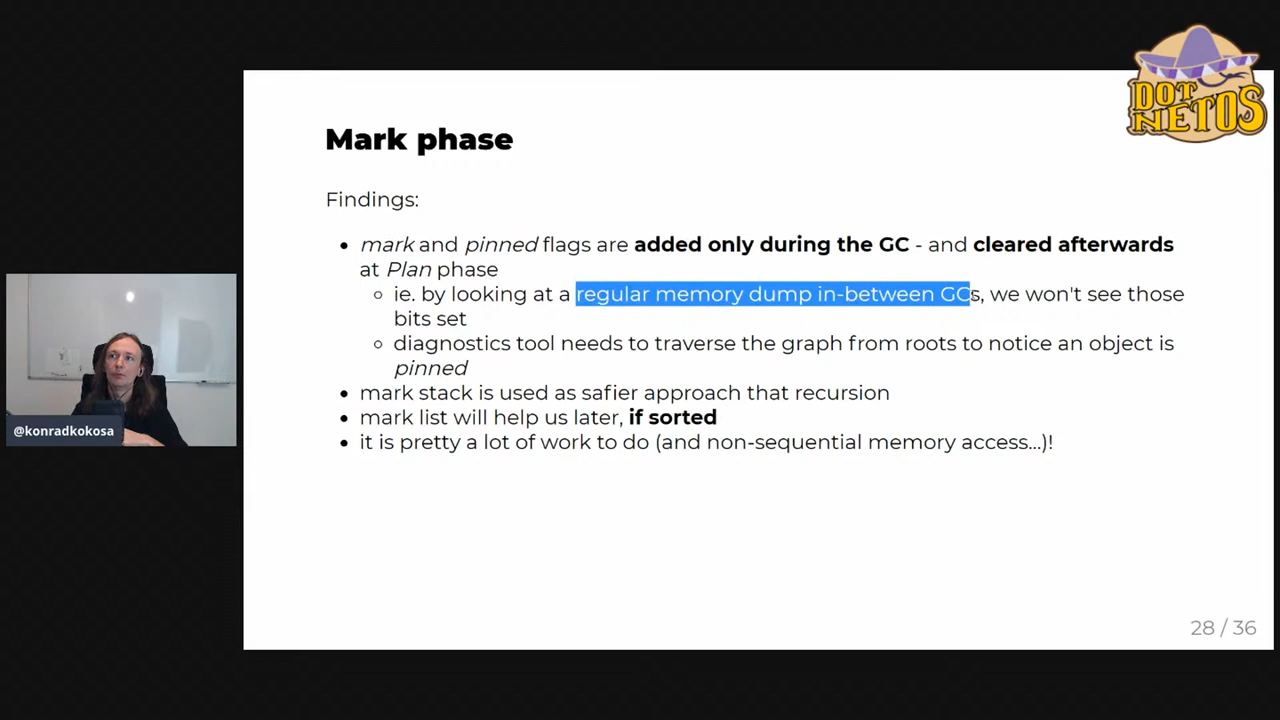 DOT
NETOS
Mark phase
Findings:
mark and pinned flags are added only during the GC - and cleared afterwards
at Plan phase
ie. by looking at a regular memory dump in-between GCs, we won't see those
bits set
diagnostics tool needs to traverse the graph from roots to notice an object is
pinned
mark stack is used as safier approach that recursion
mark list will help us later, if sorted
it is pretty a lot of work to do (and non-sequential memory access...)!
@konradkokosa
28 / 36